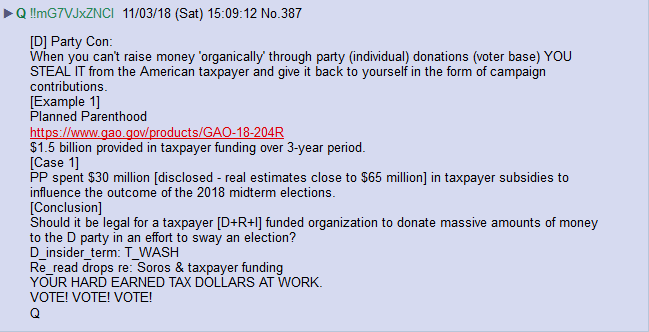 ▶ Q !!mG7VJxZNCI 11/03/18 (Sat) 15:09:12 No.387
[D] Party Con:
When you can't raise money 'organically' through party (individual) donations (voter base) YOU
STEAL IT from the American taxpayer and give it back to yourself in the form of campaign
contributions.
[Example 1]
Planned Parenthood
https://www.gao.gov/products/GAO-18-204R
$1.5 billion provided in taxpayer funding over 3-year period.
[Case 1]
PP spent $30 million [disclosed - real estimates close to $65 million] in taxpayer subsidies to
influence the outcome of the 2018 midterm elections.
[Conclusion]
Should it be legal for a taxpayer [D+R+I] funded organization to donate massive amounts of money
to the D party in an effort to sway an election?
D_insider_term: T_WASH
Re_read drops re: Soros & taxpayer funding
YOUR HARD EARNED TAX DOLLARS AT WORK.
VOTE! VOTE! VOTE!
Q